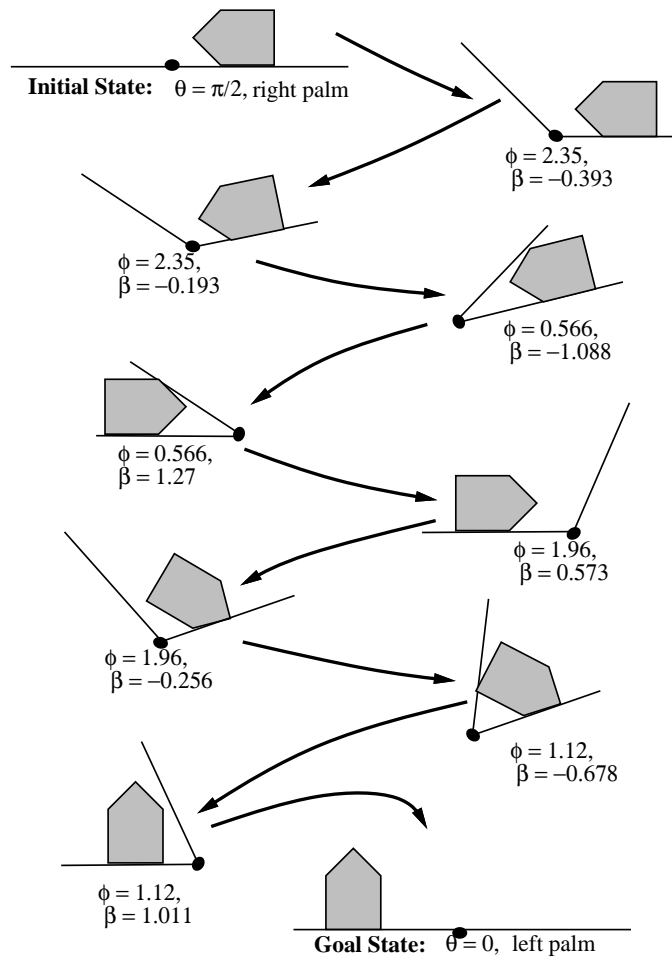 Initial State: θ = π/2, right palm
ϕ = 2.35,
β = −0.393
ϕ = 2.35,
β = −0.193
ϕ = 0.566,
β = −1.088
ϕ = 0.566,
β = 1.27
ϕ = 1.96,
β = 0.573
ϕ = 1.96,
β = −0.256
ϕ = 1.12,
β = −0.678
ϕ = 1.12,
β = 1.011
Goal State: θ = 0, left palm